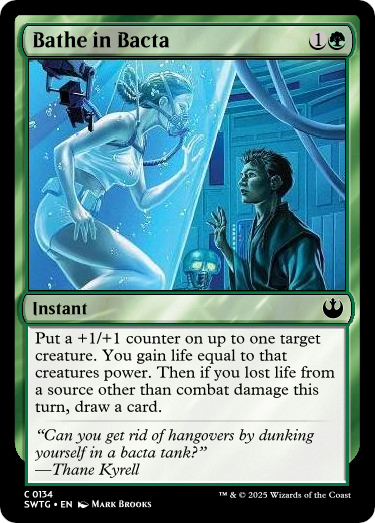 Bathe in Bacta 1
Instant
Put a +1/+1 counter on up to one target
creature. You gain life equal to that
creatures power. Then if you lost life from
a source other than combat damage this
turn, draw a card.
“Can you get rid of hangovers by dunking
yourself in a bacta tank?”
—Thane Kyrell
C 0134
SWTG • EN Mark Brooks
™ & © 2025 Wizards of the Coast